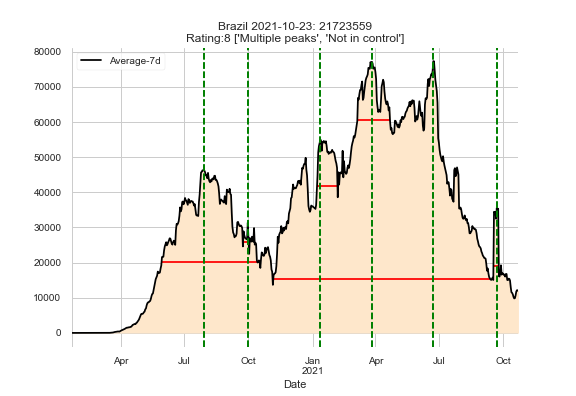 Brazil 2021-10-23: 21723559
Rating:8 ['Multiple peaks', 'Not in control']
Average-7d
80000
70000
60000
50000
40000
30000
20000
10000
0
Apr Jul Oct Jan Apr Jul Oct
2021
Date